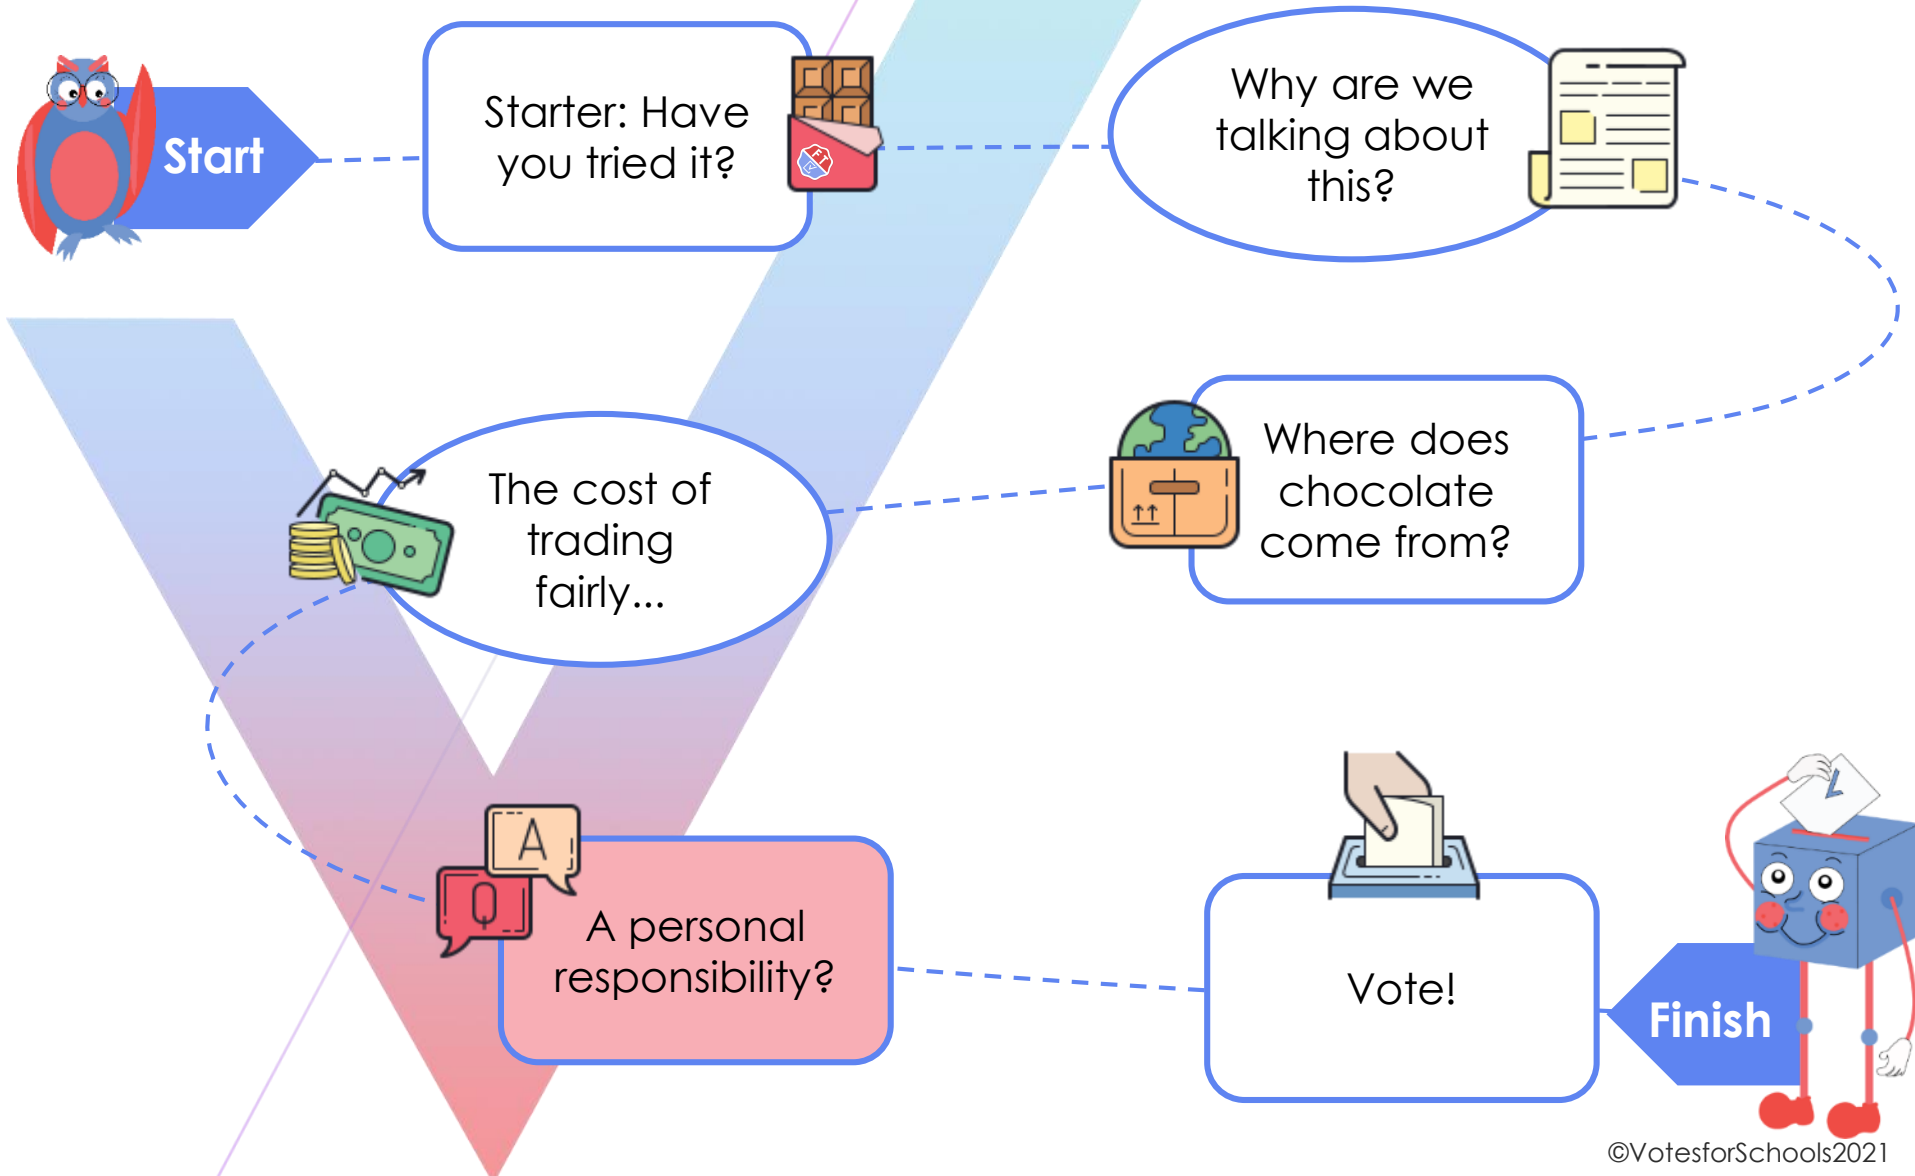 Start
Starter: Have
you tried it?
FT
Why are we
talking about
this?
The cost of
trading
fairly...
Where does
chocolate
come from?
A
Q
A personal
responsibility?
Vote!
Finish
©VotesforSchools2021